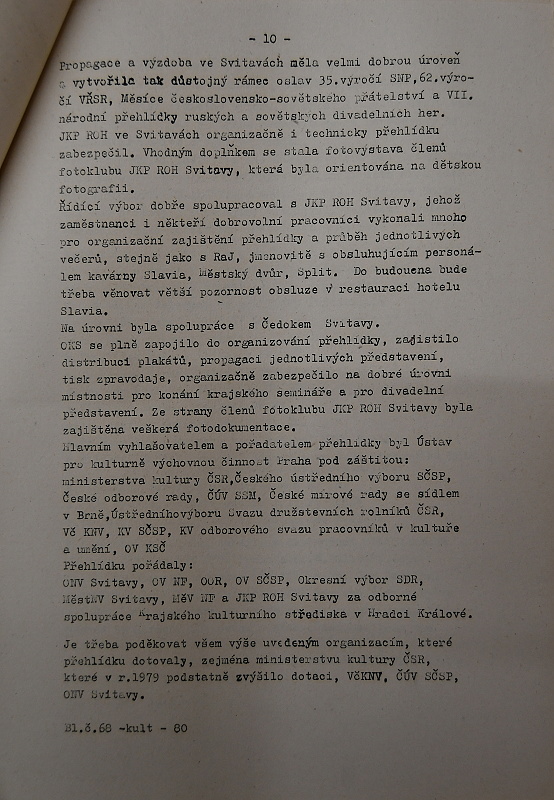 - 10 -
Propagace a výzdoba ve Svitavách měla velmi dobrou úroveň
a vytvořila tak důstojný rámec oslav 35.výročí SNP,62.výro-
čí VŘSR, Měsíce československo-sovětského přátelství a VII.
národní přehlídky ruských a sovětských divadelních her.
JKP ROH ve Svitavách organizačně i technicky přehlídku
zabezpečil. Vhodným doplňkem se stala fotovýstava členů
fotoklubu JKP ROH Svitavy, která byla orientována na dětskou
fotografii.
Řídící výbor dobře spolupracoval s JKP ROH Svitavy, jehož
zaměstnanci i někteří dobrovolní pracovníci vykonali mnoho
pro organizační zajištění přehlídky a průběh jednotlivých
večerů, stejně jako s RaJ, jmenovitě s obsluhujícím personá-
lem kavárny Slavia, Městský dvůr, Split. Do budoucna bude
třeba věnovat větší pozornost obsluze v restauraci hotelu
Slavia.
Na úrovni byla spolupráce s Čedokem Svitavy.
OKS se plně zapojilo do organizování přehlídky, zajistilo
distribuci plakátů, propagaci jednotlivých představení,
tisk zpravodaje, organizačně zabezpečilo na dobré úrovni
místnosti pro konání krajského semináře a pro divadelní
představení. Ze strany členů fotoklubu JKP ROH Svitavy byla
zajištěna veškerá fotodokumentace.
Hlavním vyhlašovatelem a pořadatelem přehlídky byl Ústav
pro kulturně výchovnou činnost Praha pod záštitou:
ministerstva kultury ČSR,Českého ústředního výboru SČSP,
České odborové rady, ČÚV SSM, České mírové rady se sídlem
v Brně,Ústředníhovýboru Svazu družstevních rolníků ČSR,
Vč KNV, KV SČSP, KV odborového svazu pracovníků v kultuře
a umění, OV KSČ
Přehlídku pořádaly:
ONV Svitavy, OV NF, OOR, OV SČSP, Okresní výbor SDR,
MěstNV Svitavy, MěV NF a JKP ROH Svitavy za odborné
spolupráce Krajského kulturního střediska v Hradci Králové.
Je třeba poděkovat všem výše uvedeným organizacím, které
přehlídku dotovaly, zejména ministerstvu kultury ČSR,
které v r.1979 podstatně zvýšilo dotaci, VčKNV, ČÚV SČSP,
ONV Svitavy.
Bl.č.68 -kult - 80